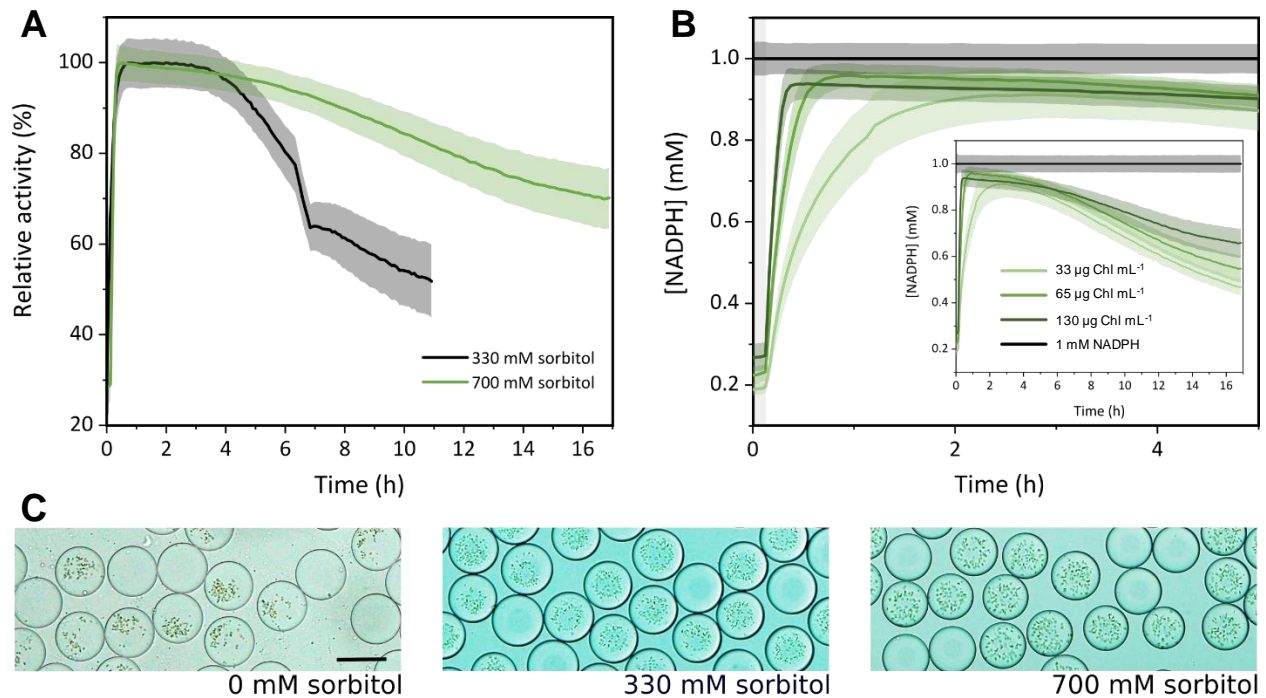 A
Relative activity (%)
100
80
60
40
20
0 2 4 6 8 10 12 14 16
Time (h)
330 mM sorbitol
700 mM sorbitol
B
[NADPH] (mM)
1.0
0.8
0.6
0.4
0.2
0 2 4
Time (h)
[NADPH] (mM)
1.0
0.8
0.6
0.4
0.2
0 2 4 6 8 10 12 14 16
Time (h)
33 µg Chl mL⁻¹
65 µg Chl mL⁻¹
130 µg Chl mL⁻¹
1 mM NADPH
C
0 mM sorbitol
330 mM sorbitol
700 mM sorbitol